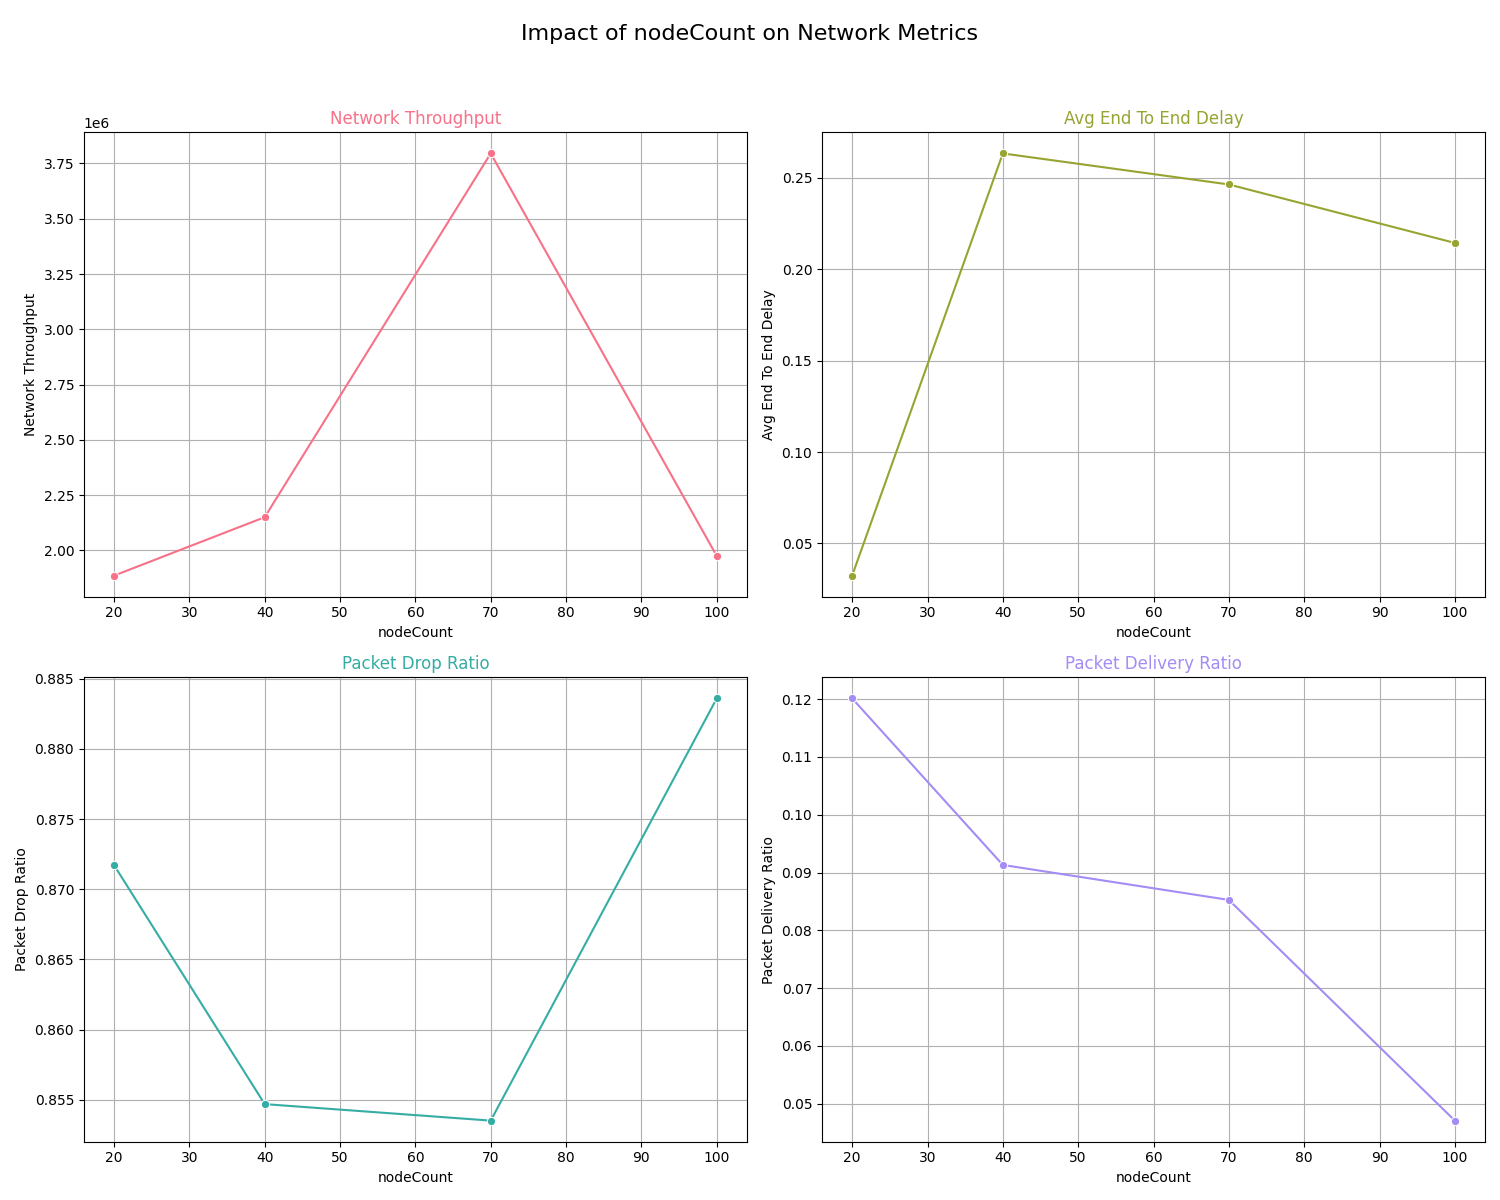 Impact of nodeCount on Network Metrics
Network Throughput
1e6
3.75
3.50
3.25
3.00
2.75
2.50
2.25
2.00
Network Throughput
20 30 40 50 60 70 80 90 100
nodeCount
Avg End To End Delay
0.25
0.20
0.15
0.10
0.05
Avg End To End Delay
20 30 40 50 60 70 80 90 100
nodeCount
Packet Drop Ratio
0.885
0.880
0.875
0.870
0.865
0.860
0.855
Packet Drop Ratio
20 30 40 50 60 70 80 90 100
nodeCount
Packet Delivery Ratio
0.12
0.11
0.10
0.09
0.08
0.07
0.06
0.05
Packet Delivery Ratio
20 30 40 50 60 70 80 90 100
nodeCount